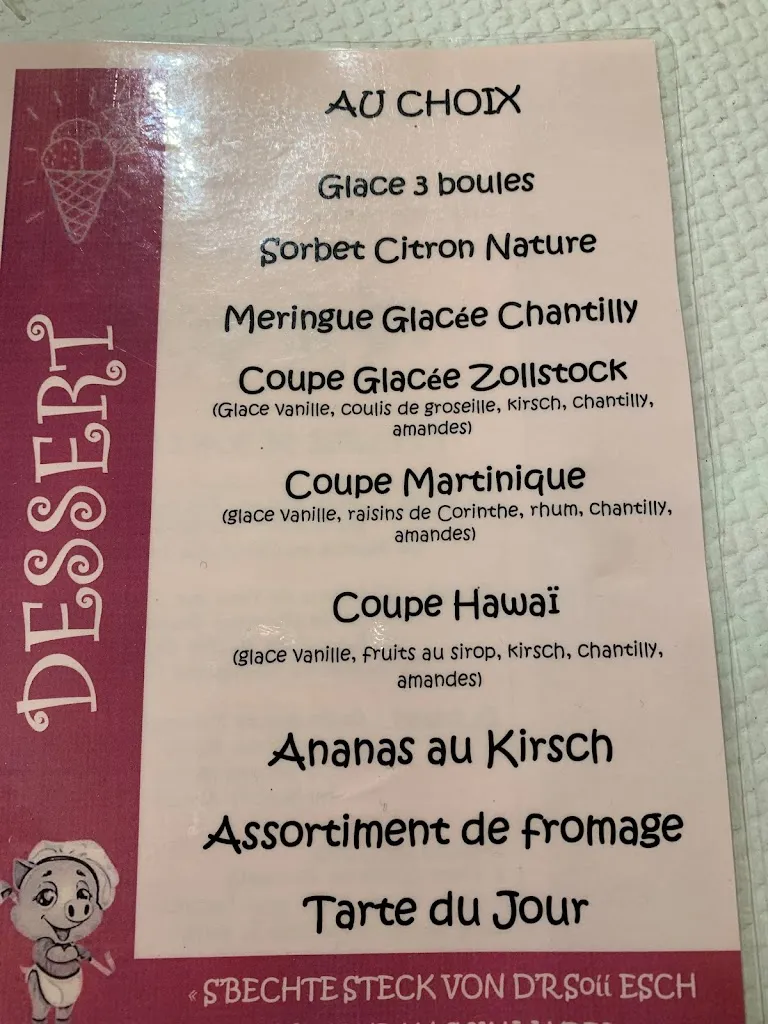 DESSERT
AU CHOIX
Glace 3 boules
Sorbet Citron Nature
Meringue Glacée Chantilly
Coupe Glacée Zollstock
(Glace vanille, coulis de groseille, kirsch, chantilly,
amandes)
Coupe Martinique
(glace vanille, raisins de Corinthe, rhum, chantilly,
amandes)
Coupe Hawaï
(glace vanille, fruits au sirop, kirsch, chantilly,
amandes)
Ananas au Kirsch
Assortiment de fromage
Tarte du Jour
« S'BECHTE STECK VON D'R SOïï ESCH